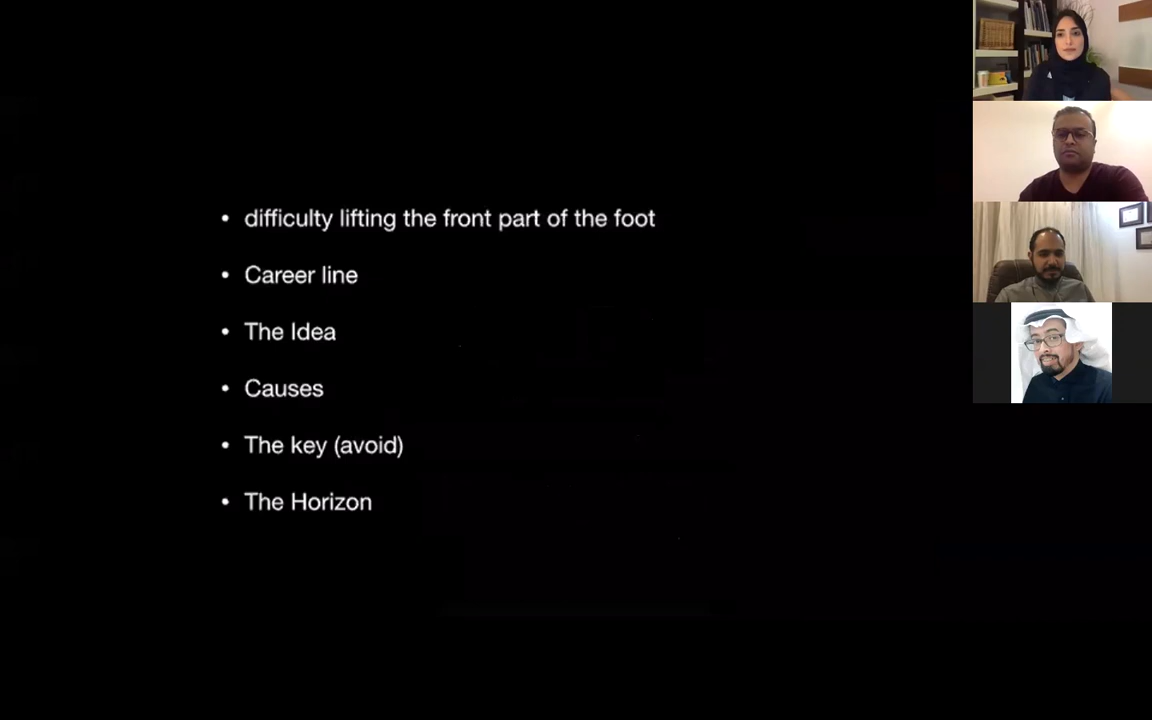 • difficulty lifting the front part of the foot
• Career line
• The Idea
• Causes
• The key (avoid)
• The Horizon